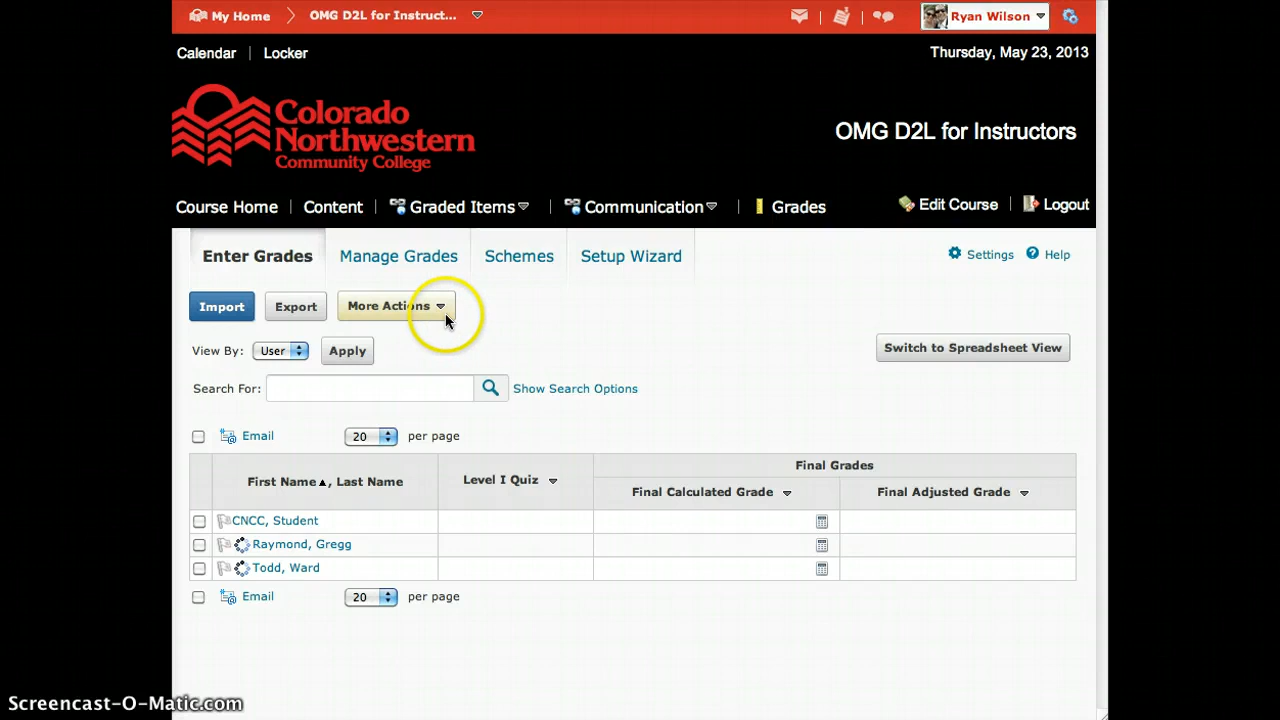 My Home
OMG D2L for Instruct...
Ryan Wilson
Calendar
Locker
Thursday, May 23, 2013
Colorado
Northwestern
Community College
OMG D2L for Instructors
Course Home
Content
Graded Items
Communication
Grades
Edit Course
Logout
Enter Grades
Manage Grades
Schemes
Setup Wizard
Settings
Help
Import
Export
More Actions
View By:
User
Apply
Switch to Spreadsheet View
Search For:
Show Search Options
Email
20
per page
First Name▲, Last Name
Level I Quiz
Final Grades
Final Calculated Grade
Final Adjusted Grade
CNCC, Student
Raymond, Gregg
Todd, Ward
Email
20
per page
Screencast-O-Matic.com